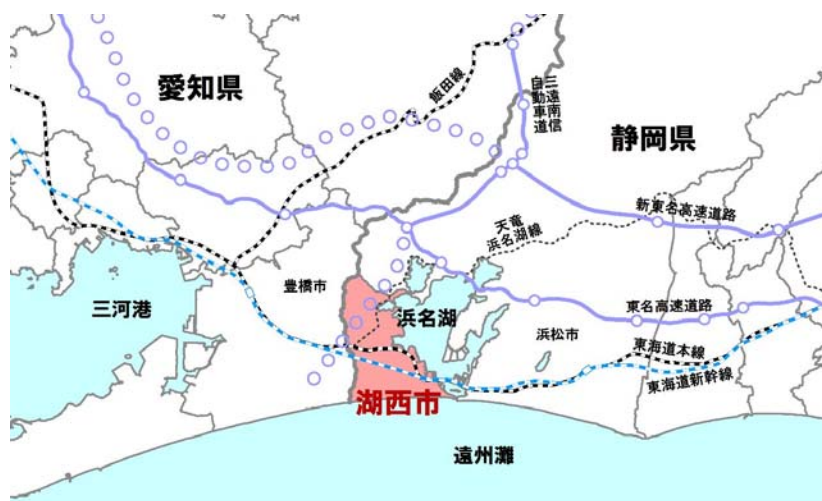 愛知県
飯田線
三遠南信
自動車道
静岡県
新東名高速道路
天竜
浜名湖線
豊橋市
三河港
浜名湖
浜松市
東名高速道路
東海道本線
東海道新幹線
湖西市
遠州灘